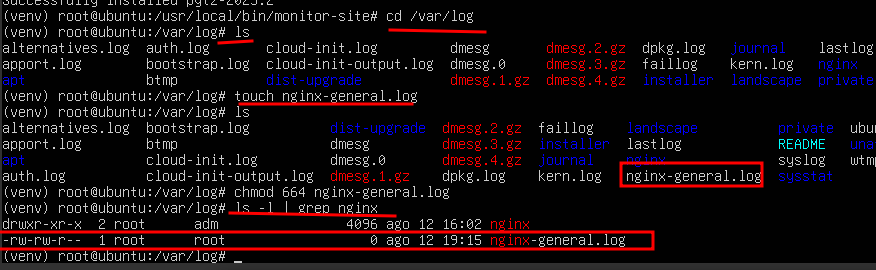 Successfully installed pytz-2025.2
(venv) root@ubuntu:/usr/local/bin/monitor-site# cd /var/log
(venv) root@ubuntu:/var/log# ls
alternatives.log auth.log cloud-init.log dmesg dmesg.2.gz dpkg.log journal lastlog
apport.log bootstrap.log cloud-init-output.log dmesg.0 dmesg.3.gz faillog kern.log nginx
apt btmp dist-upgrade dmesg.1.gz dmesg.4.gz installer landscape private
(venv) root@ubuntu:/var/log# touch nginx-general.log
(venv) root@ubuntu:/var/log# ls
alternatives.log bootstrap.log dist-upgrade dmesg.2.gz faillog landscape private ubu
apport.log btmp dmesg dmesg.3.gz installer lastlog README una
apt cloud-init.log dmesg.0 dmesg.4.gz journal nginx syslog wtmp
auth.log cloud-init-output.log dmesg.1.gz dpkg.log kern.log nginx-general.log sysstat
(venv) root@ubuntu:/var/log# chmod 664 nginx-general.log
(venv) root@ubuntu:/var/log# ls -l | grep nginx
drwxr-xr-x 2 root adm 4096 ago 12 16:02 nginx
-rw-rw-r-- 1 root root 0 ago 12 19:15 nginx-general.log
(venv) root@ubuntu:/var/log# _